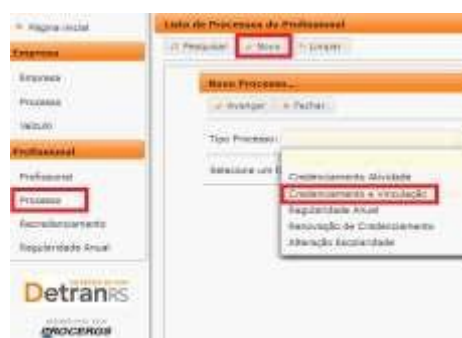 Página Inicial
Empresa
Empresa
Processo
Veículo
Profissional
Profissional
Processo
Recredenciamento
Regularidade Anual
DetranRS
PROCERGS
Lista de Processos do Profissional
Pesquisar Novo Limpar
Novo Processo...
Avançar Fechar
Tipo Processo:
Selecione um
Credenciamento Atividade
Credenciamento e Vinculação
Regularidade Anual
Renovação de Credenciamento
Alteração Escolaridade